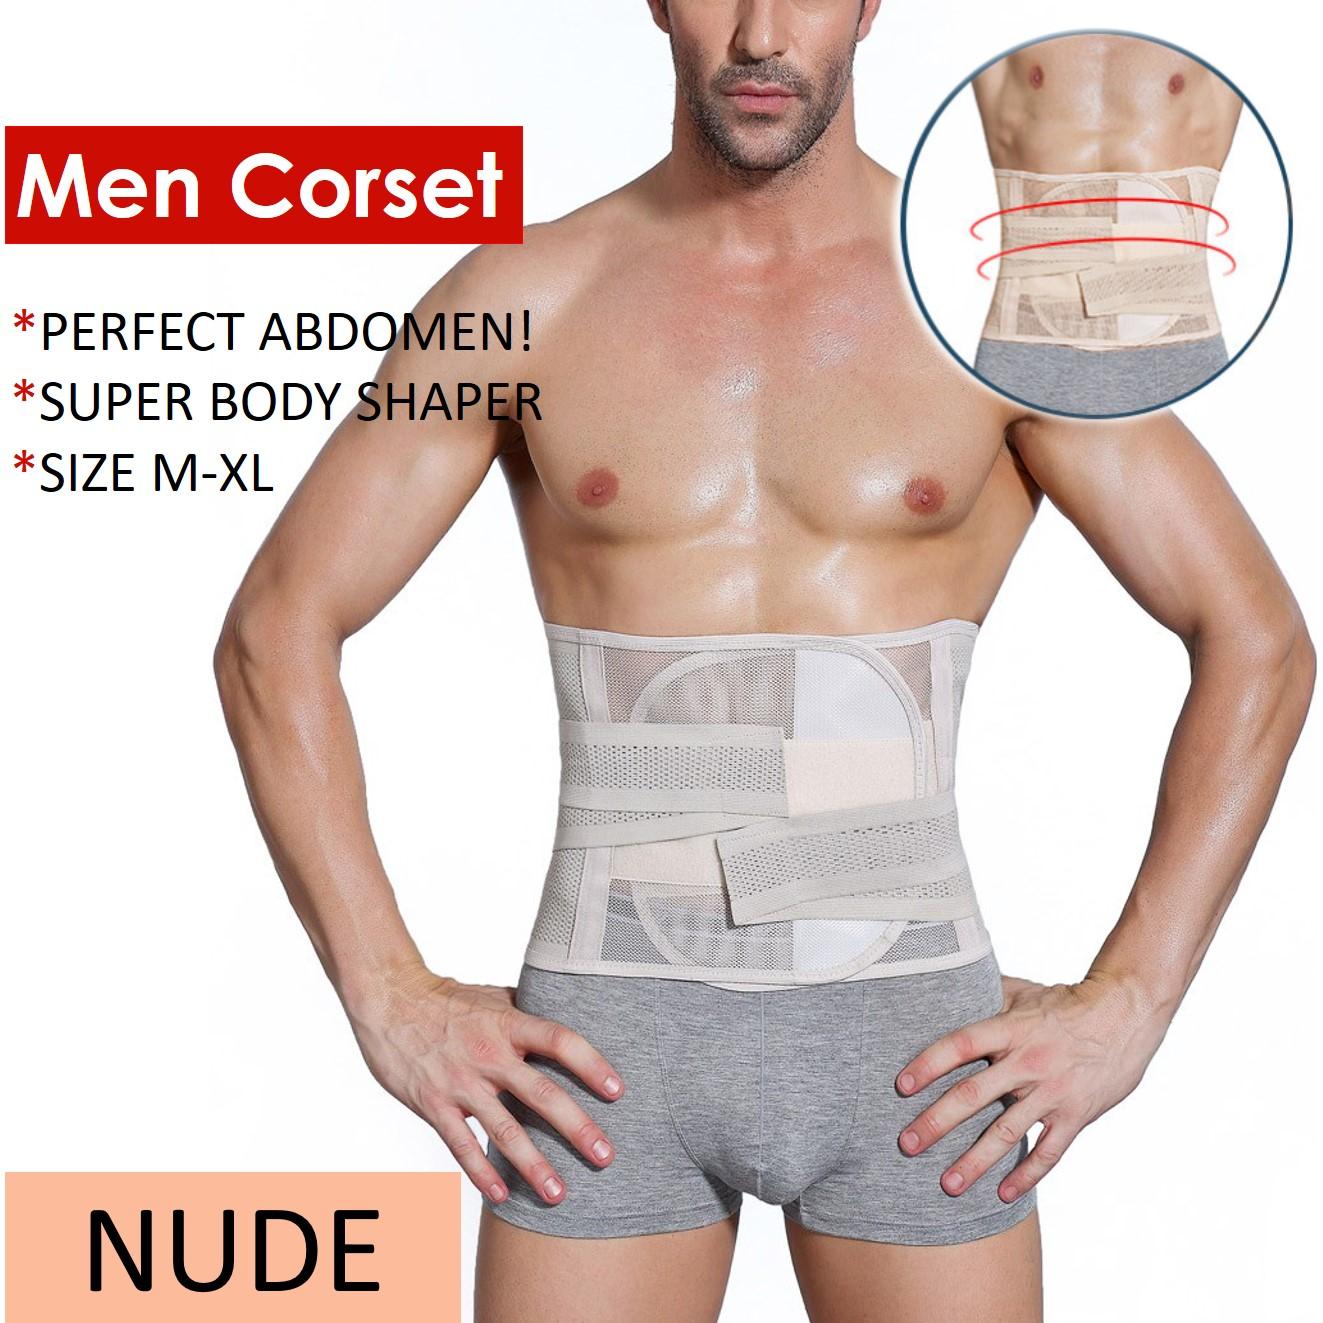 Men Corset
*PERFECT ABDOMEN!
*SUPER BODY SHAPER
*SIZE M-XL
NUDE